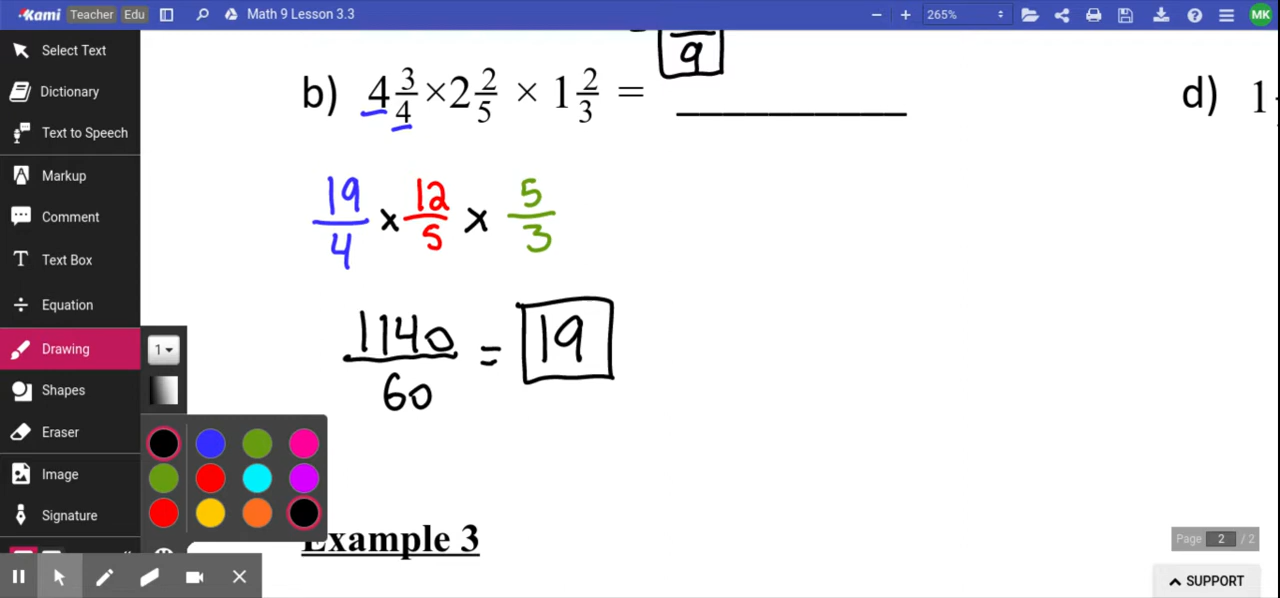 Kami Teacher Edu Math 9 Lesson 3.3 − + 265% MK
Select Text
Dictionary
Text to Speech
Markup
Comment
Text Box
Equation
Drawing
1
Shapes
Eraser
Image
Signature
9
b) 4 3/4 × 2 2/5 × 1 2/3 = ___________
d) 1
19/4 × 12/5 × 5/3
1140/60 = 19
Example 3
Page 2 / 2
SUPPORT